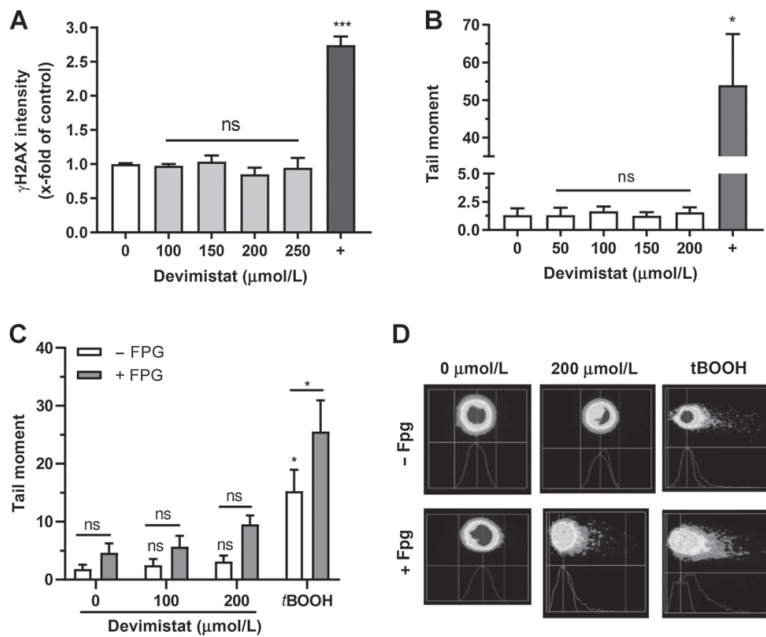 A
γH2AX intensity
(x-fold of control)
3.0
2.5
2.0
1.5
1.0
0.5
0.0
ns
***
0 100 150 200 250 +
Devimistat (μmol/L)
B
Tail moment
70
60
50
40
5.0
2.5
0.0
ns
*
0 50 100 150 200 +
Devimistat (μmol/L)
C
Tail moment
40
30
20
10
0
– FPG
+ FPG
ns
ns
ns
ns
ns
*
*
0 100 200 tBOOH
Devimistat (μmol/L)
D
0 μmol/L 200 μmol/L tBOOH
– Fpg
+ Fpg